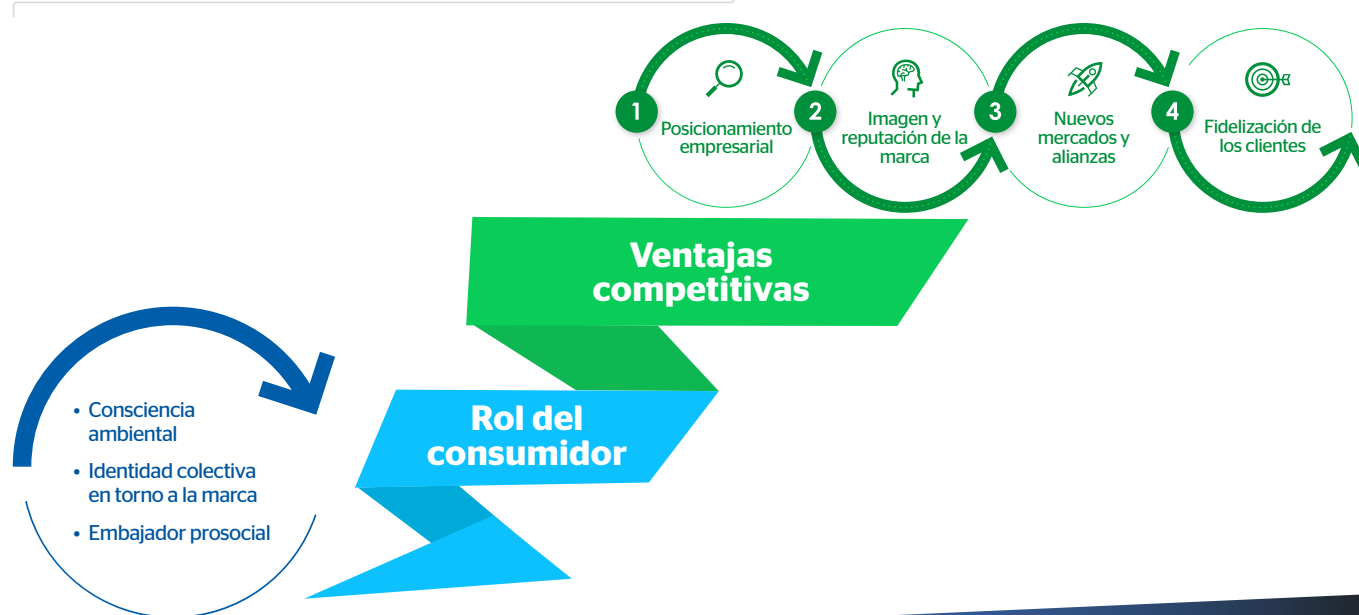 1
Posicionamiento
empresarial
2
Imagen y
reputación de la
marca
3
Nuevos
mercados y
alianzas
4
Fidelización de
los clientes
Ventajas
competitivas
Rol del
consumidor
• Consciencia
ambiental
• Identidad colectiva
en torno a la marca
• Embajador prosocial